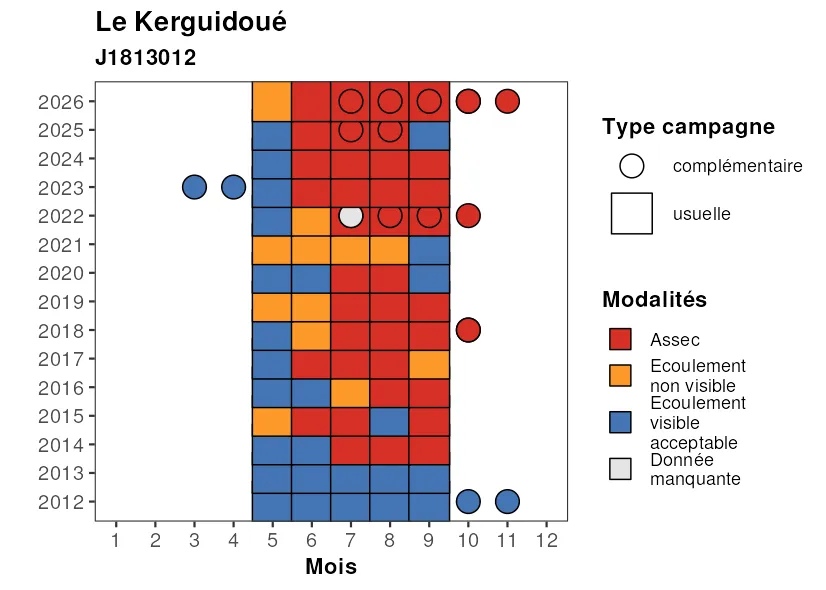 Le Kerguidoué
J1813012
2026
2025
2024
2023
2022
2021
2020
2019
2018
2017
2016
2015
2014
2013
2012
1 2 3 4 5 6 7 8 9 10 11 12
Mois
Type campagne
complémentaire
usuelle
Modalités
Assec
Ecoulement
non visible
Ecoulement
visible
acceptable
Donnée
manquante